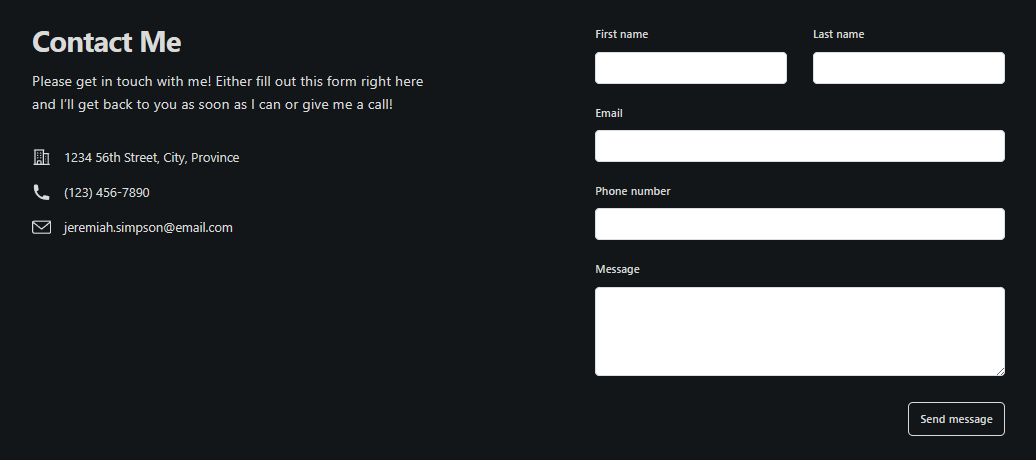 Contact Me
Please get in touch with me! Either fill out this form right here
and I'll get back to you as soon as I can or give me a call!
1234 56th Street, City, Province
(123) 456-7890
jeremiah.simpson@email.com
First name
Last name
Email
Phone number
Message
Send message